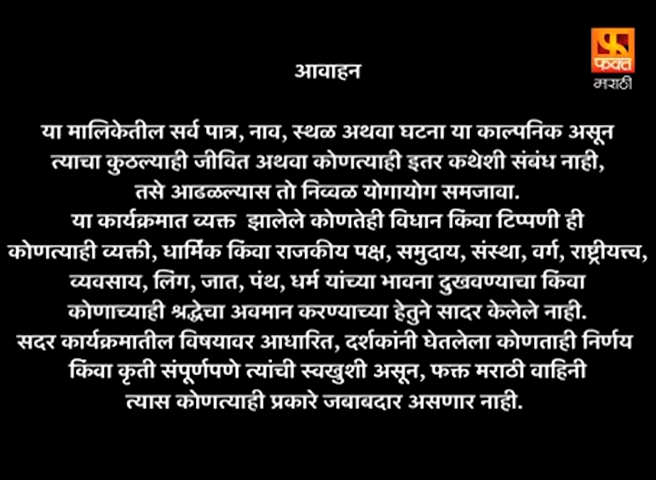 फक्त
मराठी
आवाहन
या मालिकेतील सर्व पात्र, नाव, स्थळ अथवा घटना या काल्पनिक असून
त्याचा कुठल्याही जीवित अथवा कोणत्याही इतर कथेशी संबंध नाही,
तसे आढळल्यास तो निव्वळ योगायोग समजावा.
या कार्यक्रमात व्यक्त झालेले कोणतेही विधान किंवा टिप्पणी ही
कोणत्याही व्यक्ती, धार्मिक किंवा राजकीय पक्ष, समुदाय, संस्था, वर्ग, राष्ट्रीयत्त्व,
व्यवसाय, लिंग, जात, पंथ, धर्म यांच्या भावना दुखवण्याचा किंवा
कोणाच्याही श्रद्धेचा अवमान करण्याच्या हेतुने सादर केलेले नाही.
सदर कार्यक्रमातील विषयावर आधारित, दर्शकांनी घेतलेला कोणताही निर्णय
किंवा कृती संपूर्णपणे त्यांची स्वखुशी असून, फक्त मराठी वाहिनी
त्यास कोणत्याही प्रकारे जबाबदार असणार नाही.